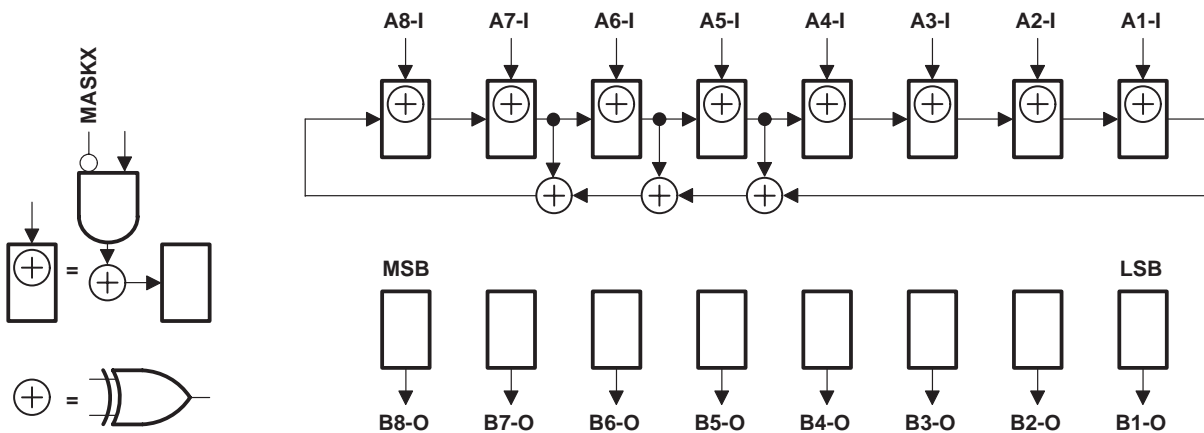 A8-I A7-I A6-I A5-I A4-I A3-I A2-I A1-I
MASKX
=
MSB LSB
=
B8-O B7-O B6-O B5-O B4-O B3-O B2-O B1-O